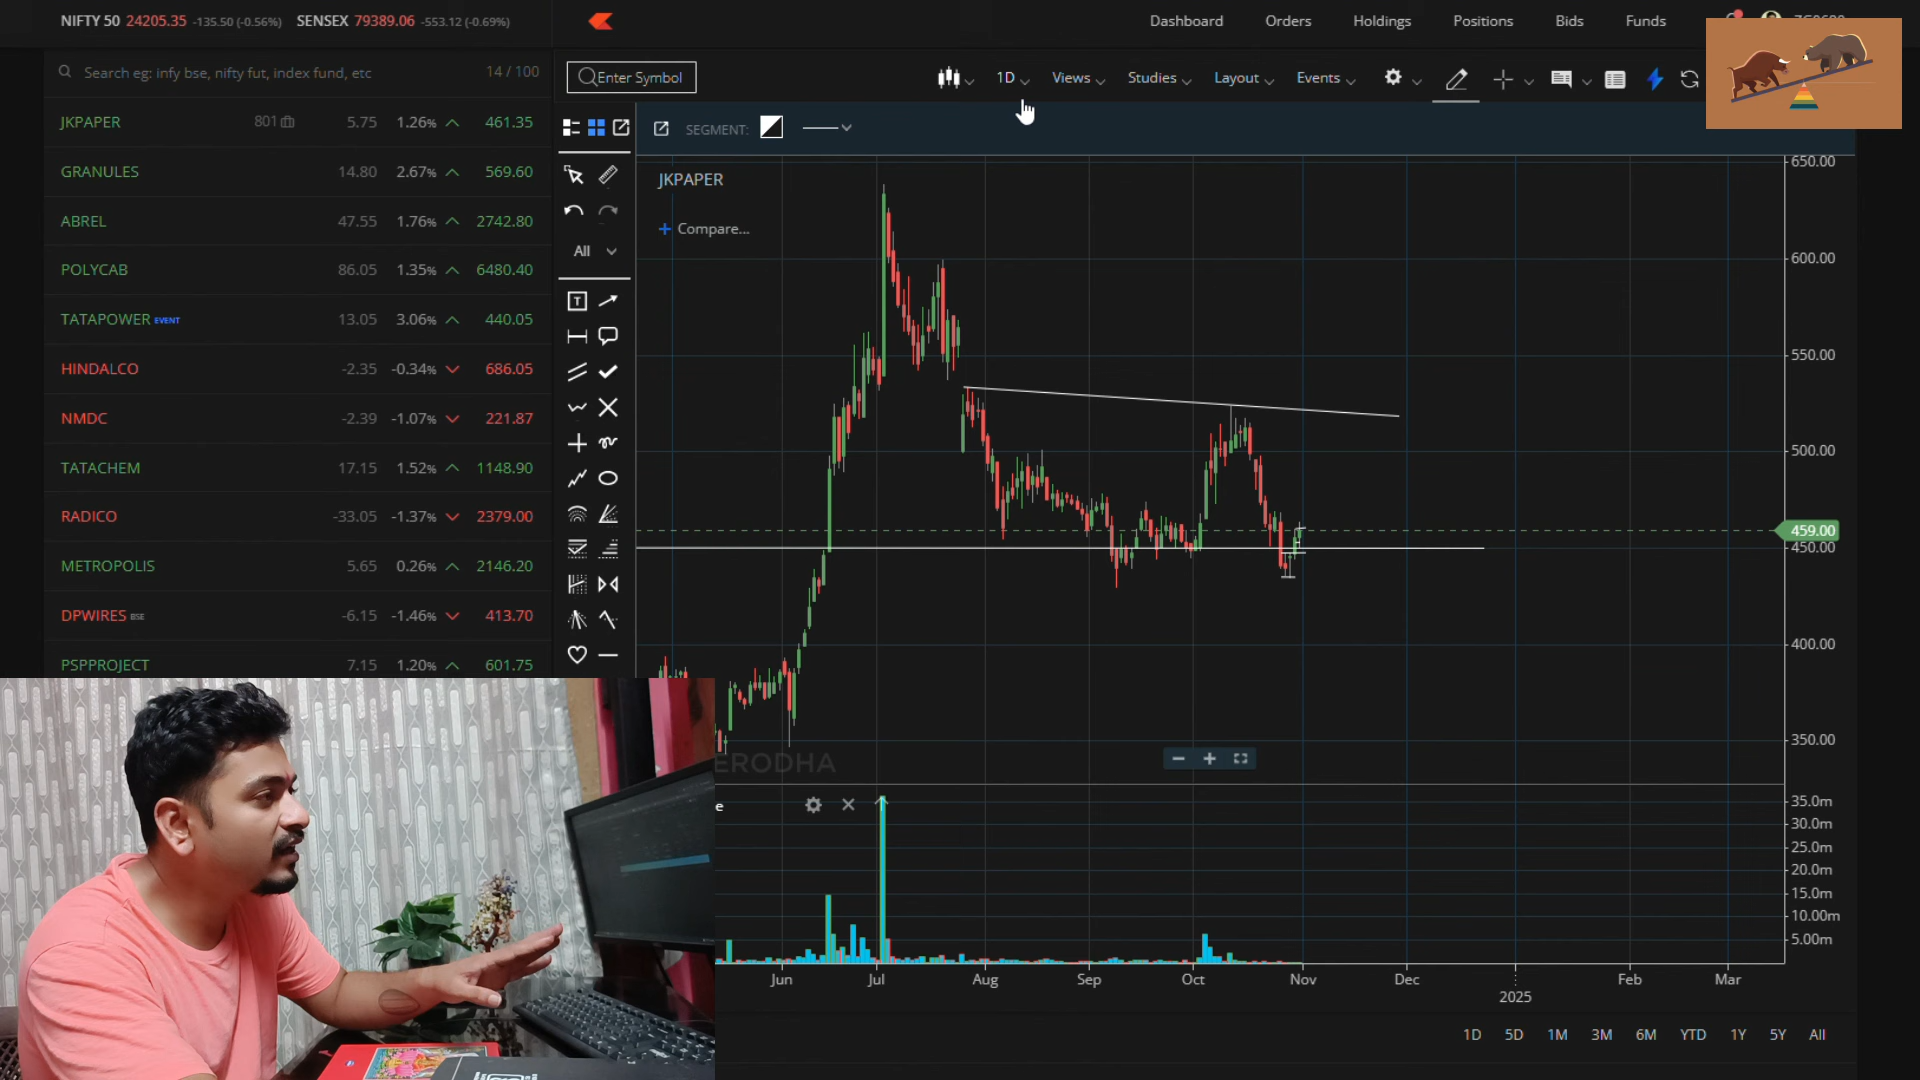 NIFTY 50 24205.35 -135.50 (-0.56%) SENSEX 79389.06 -553.12 (-0.69%)
Dashboard Orders Holdings Positions Bids Funds
Search eg: infy bse, nifty fut, index fund, etc 14 / 100
Enter Symbol 1D Views Studies Layout Events
JKPAPER 801 5.75 1.26% 461.35
SEGMENT:
GRANULES 14.80 2.67% 569.60
ABREL 47.55 1.76% 2742.80
POLYCAB 86.05 1.35% 6480.40
TATAPOWER EVENT 13.05 3.06% 440.05
HINDALCO -2.35 -0.34% 686.05
NMDC -2.39 -1.07% 221.87
TATACHEM 17.15 1.52% 1148.90
RADICO -33.05 -1.37% 2379.00
METROPOLIS 5.65 0.26% 2146.20
DPWIRES BSE -6.15 -1.46% 413.70
PSPPROJECT 7.15 1.20% 601.75
All
T
JKPAPER
Compare...
650.00
600.00
550.00
500.00
459.00
450.00
400.00
350.00
ERODHA
e
35.0m
30.0m
25.0m
20.0m
15.0m
10.00m
5.00m
Jun Jul Aug Sep Oct Nov Dec 2025 Feb Mar
1D 5D 1M 3M 6M YTD 1Y 5Y All